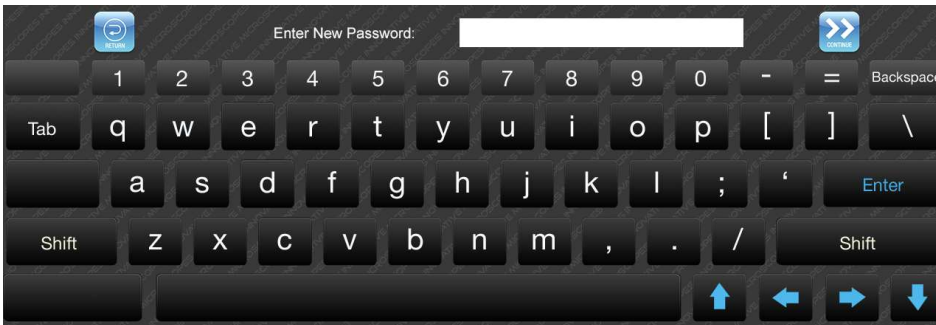 RETURN
Enter New Password:
CONTINUE
1 2 3 4 5 6 7 8 9 0 - = Backspace
Tab q w e r t y u i o p [ ] \
a s d f g h j k l ; ‘ Enter
Shift z x c v b n m , . / Shift